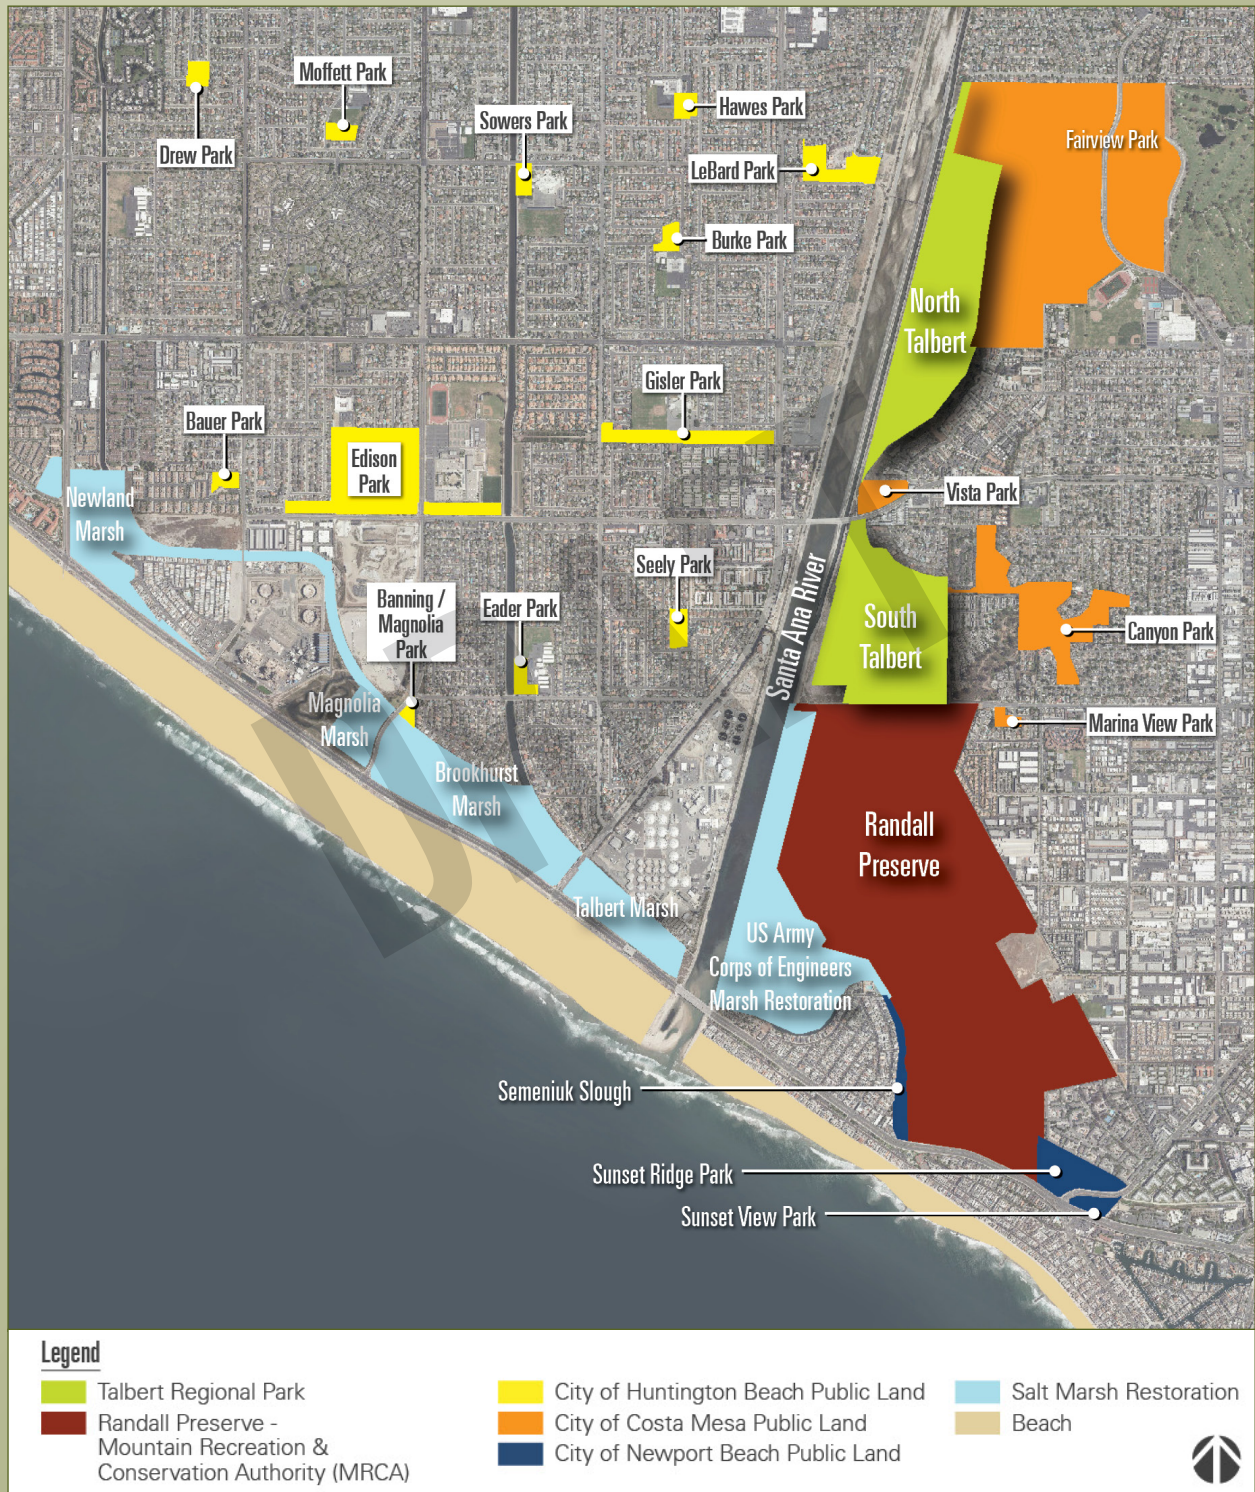 Moffett Park
Drew Park
Sowers Park
Hawes Park
LeBard Park
Fairview Park
Burke Park
North
Talbert
Gisler Park
Bauer Park
Edison
Park
Vista Park
Newland
Marsh
Seely Park
Banning /
Magnolia
Park
Eader Park
Santa Ana River
South
Talbert
Canyon Park
Magnolia
Marsh
Marina View Park
Brookhurst
Marsh
Randall
Preserve
Talbert Marsh
US Army
Corps of Engineers
Marsh Restoration
Semeniuk Slough
Sunset Ridge Park
Sunset View Park
Legend
Talbert Regional Park
Randall Preserve -
Mountain Recreation &
Conservation Authority (MRCA)
City of Huntington Beach Public Land
City of Costa Mesa Public Land
City of Newport Beach Public Land
Salt Marsh Restoration
Beach